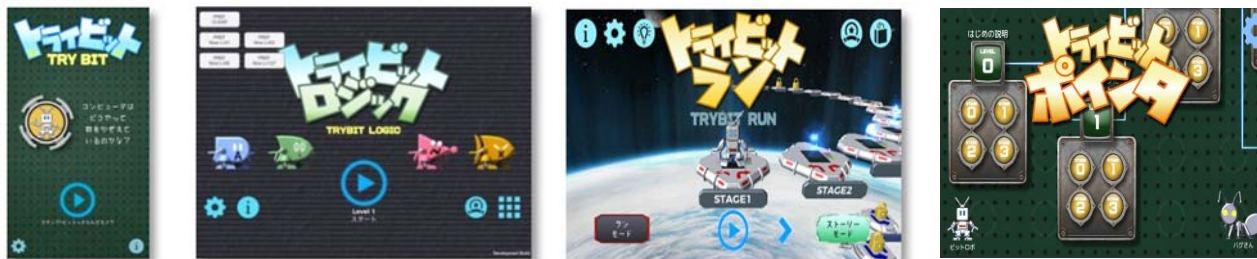 トライビット
TRY BIT
コンピュータは
どうやって
数をかぞえて
いるのかな?
トライビット
ロジック
TRYBIT LOGIC
Level 1
スタート
Development Build
トライビット
ラン
TRYBIT RUN
STAGE1
STAGE2
ラン
モード
ストーリー
モード
はじめの説明
LEVEL
0
0
1
2
3
トライビット
ポインタ
1
3
1
0
1
2
3
ビットロボ
バグさん